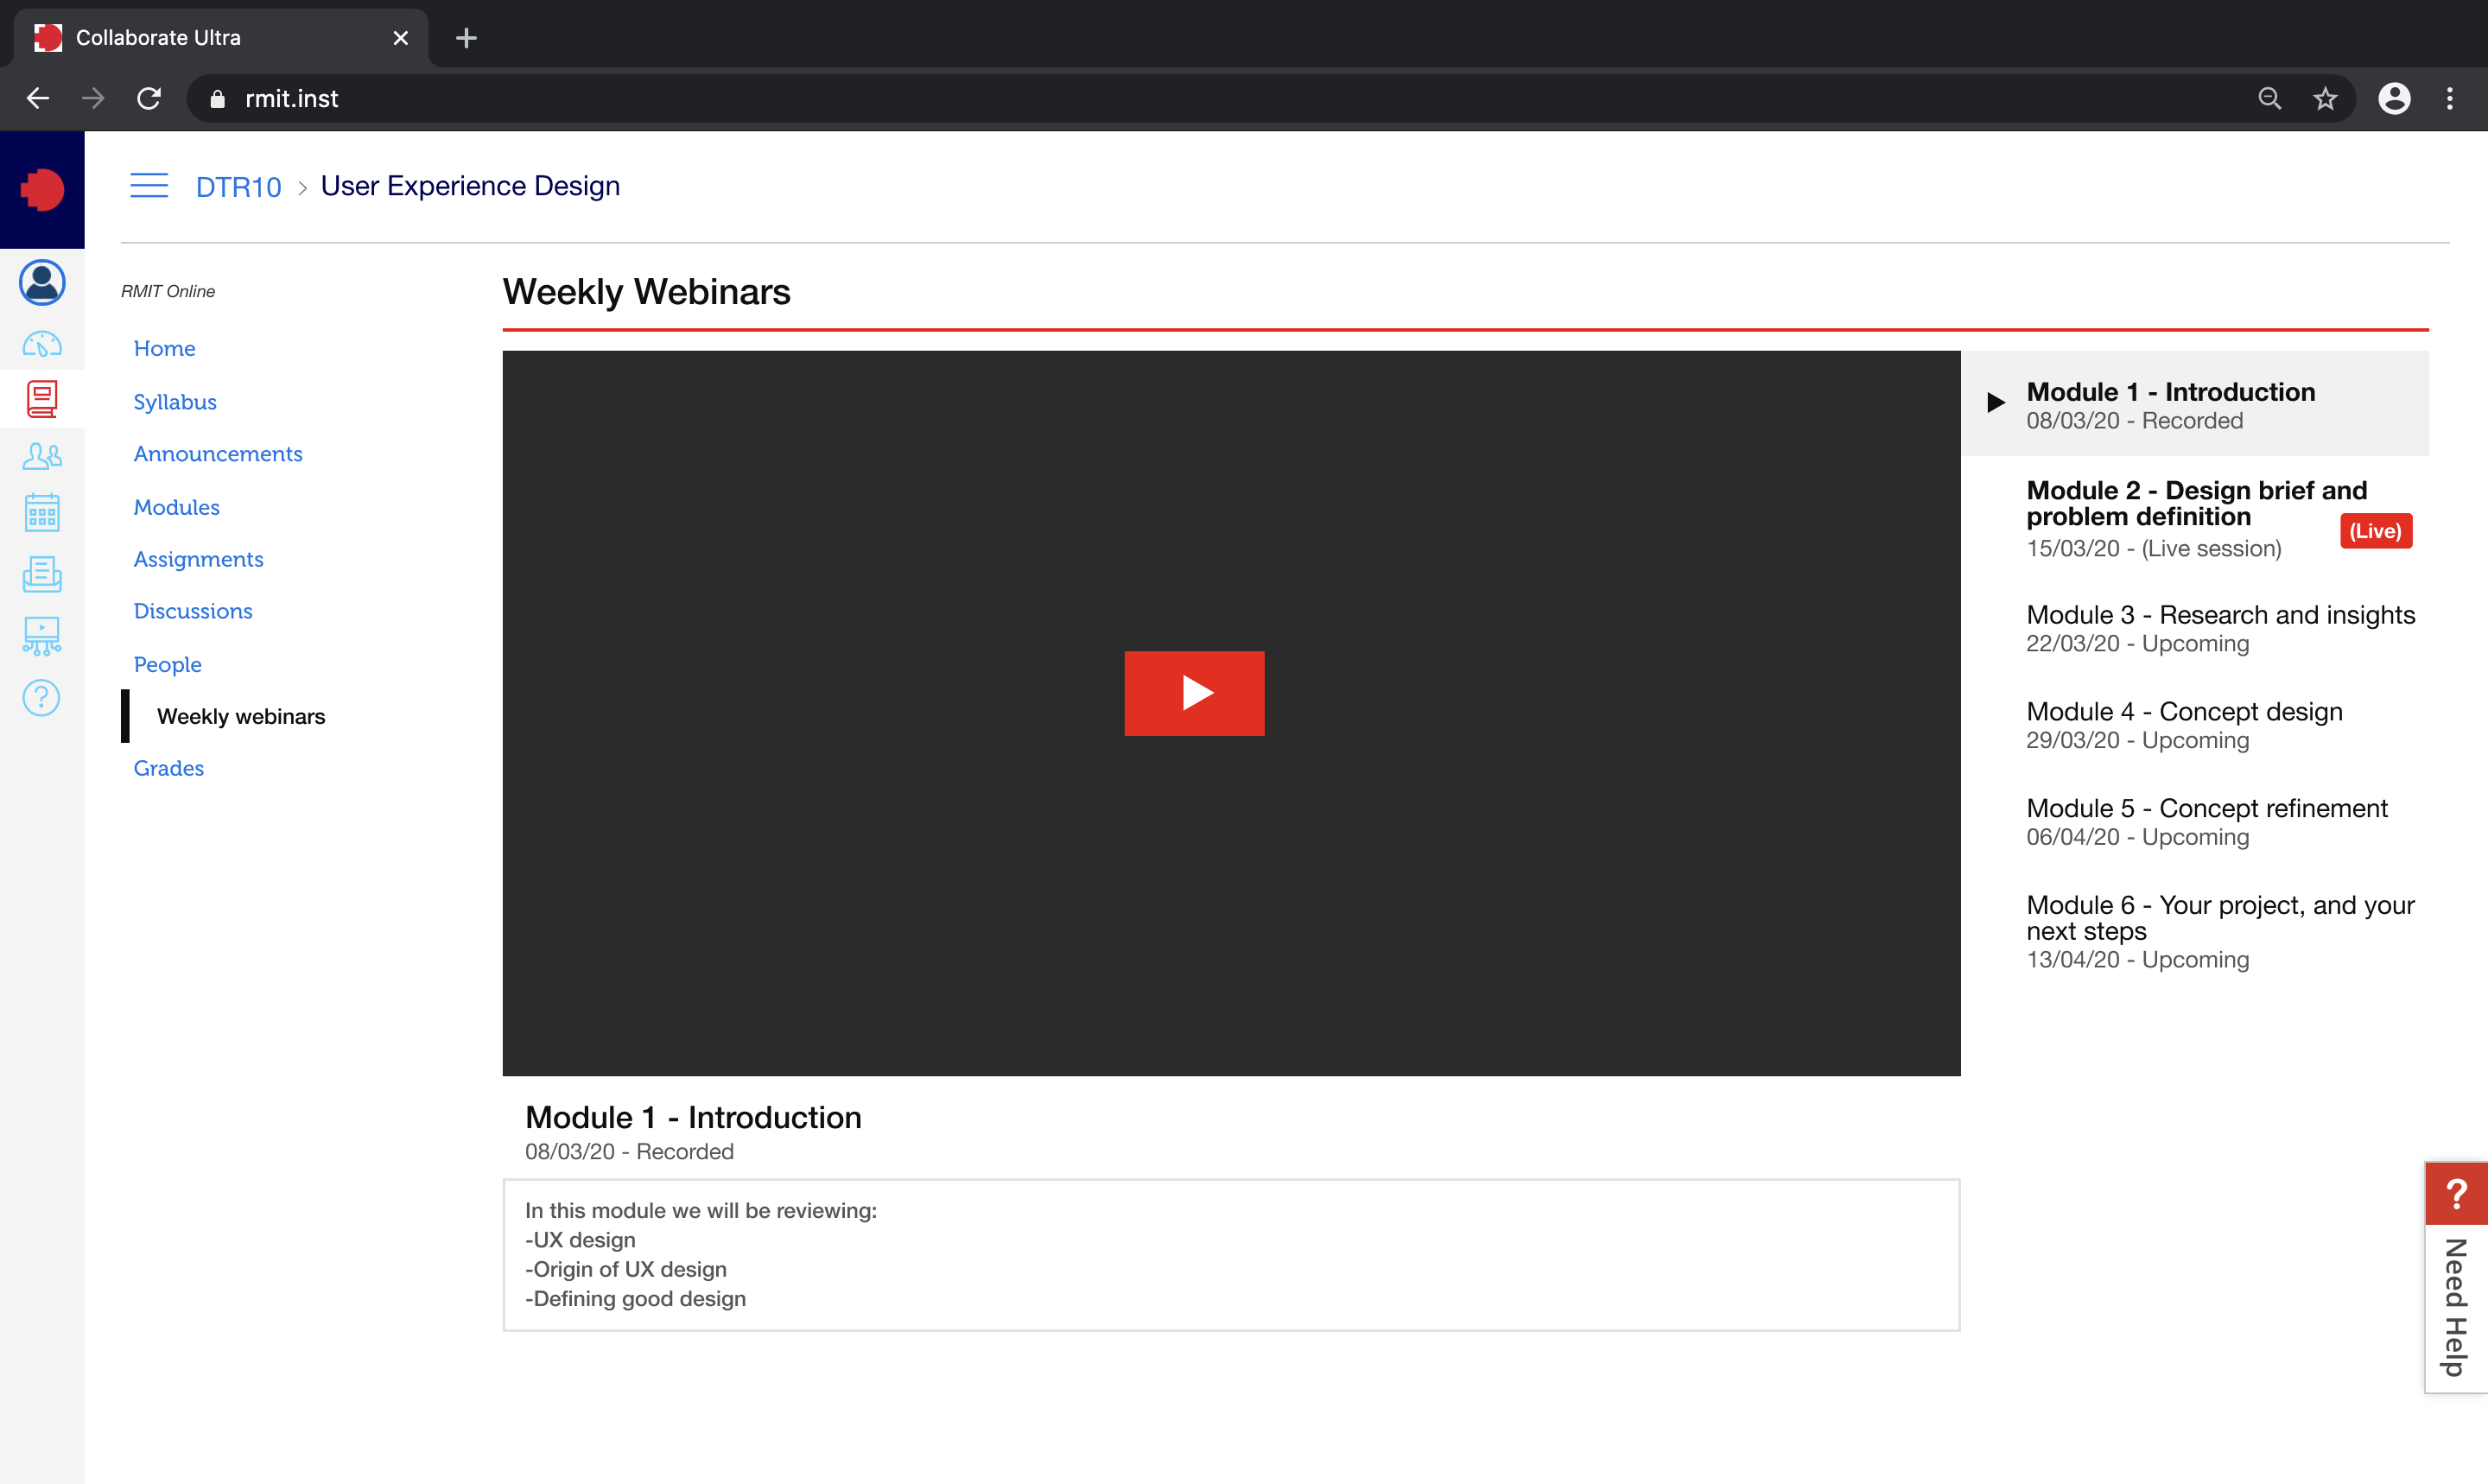 Collaborate Ultra
rmit.inst
DTR10 > User Experience Design
RMIT Online
Home
Syllabus
Announcements
Modules
Assignments
Discussions
People
Weekly webinars
Grades
Weekly Webinars
Module 1 - Introduction
08/03/20 - Recorded
Module 2 - Design brief and
problem definition
15/03/20 - (Live session)
(Live)
Module 3 - Research and insights
22/03/20 - Upcoming
Module 4 - Concept design
29/03/20 - Upcoming
Module 5 - Concept refinement
06/04/20 - Upcoming
Module 6 - Your project, and your
next steps
13/04/20 - Upcoming
Module 1 - Introduction
08/03/20 - Recorded
In this module we will be reviewing:
-UX design
-Origin of UX design
-Defining good design
?
Need Help